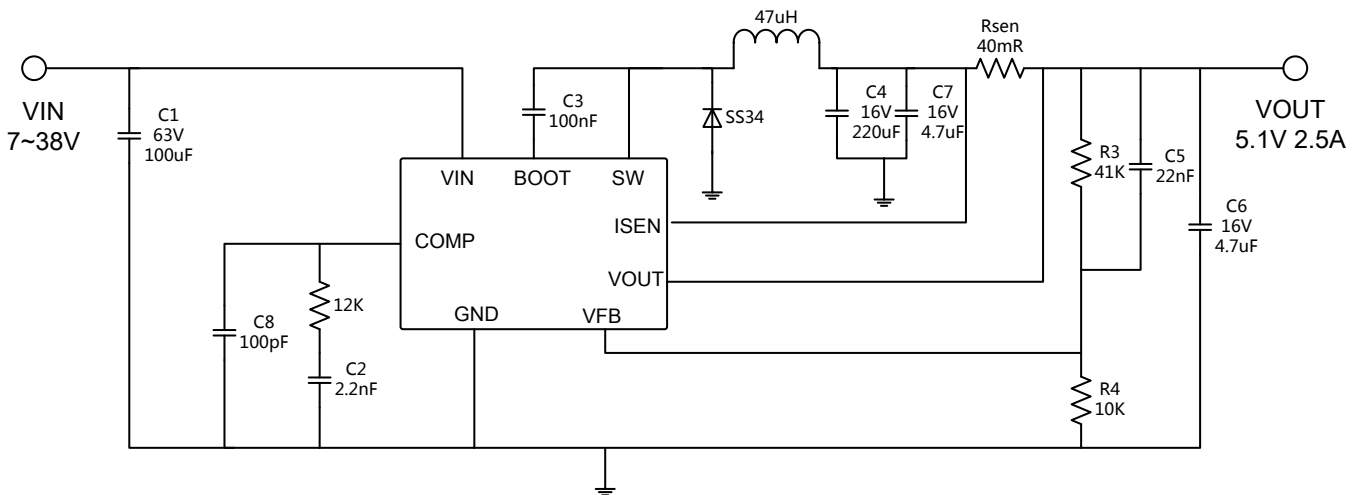 47uH
Rsen
40mR
VIN
7~38V
C1
63V
100uF
C3
100nF
SS34
C4
16V
220uF
C7
16V
4.7uF
VOUT
5.1V 2.5A
R3
41K
C5
22nF
C6
16V
4.7uF
VIN
BOOT
SW
ISEN
COMP
VOUT
GND
VFB
12K
C8
100pF
C2
2.2nF
R4
10K